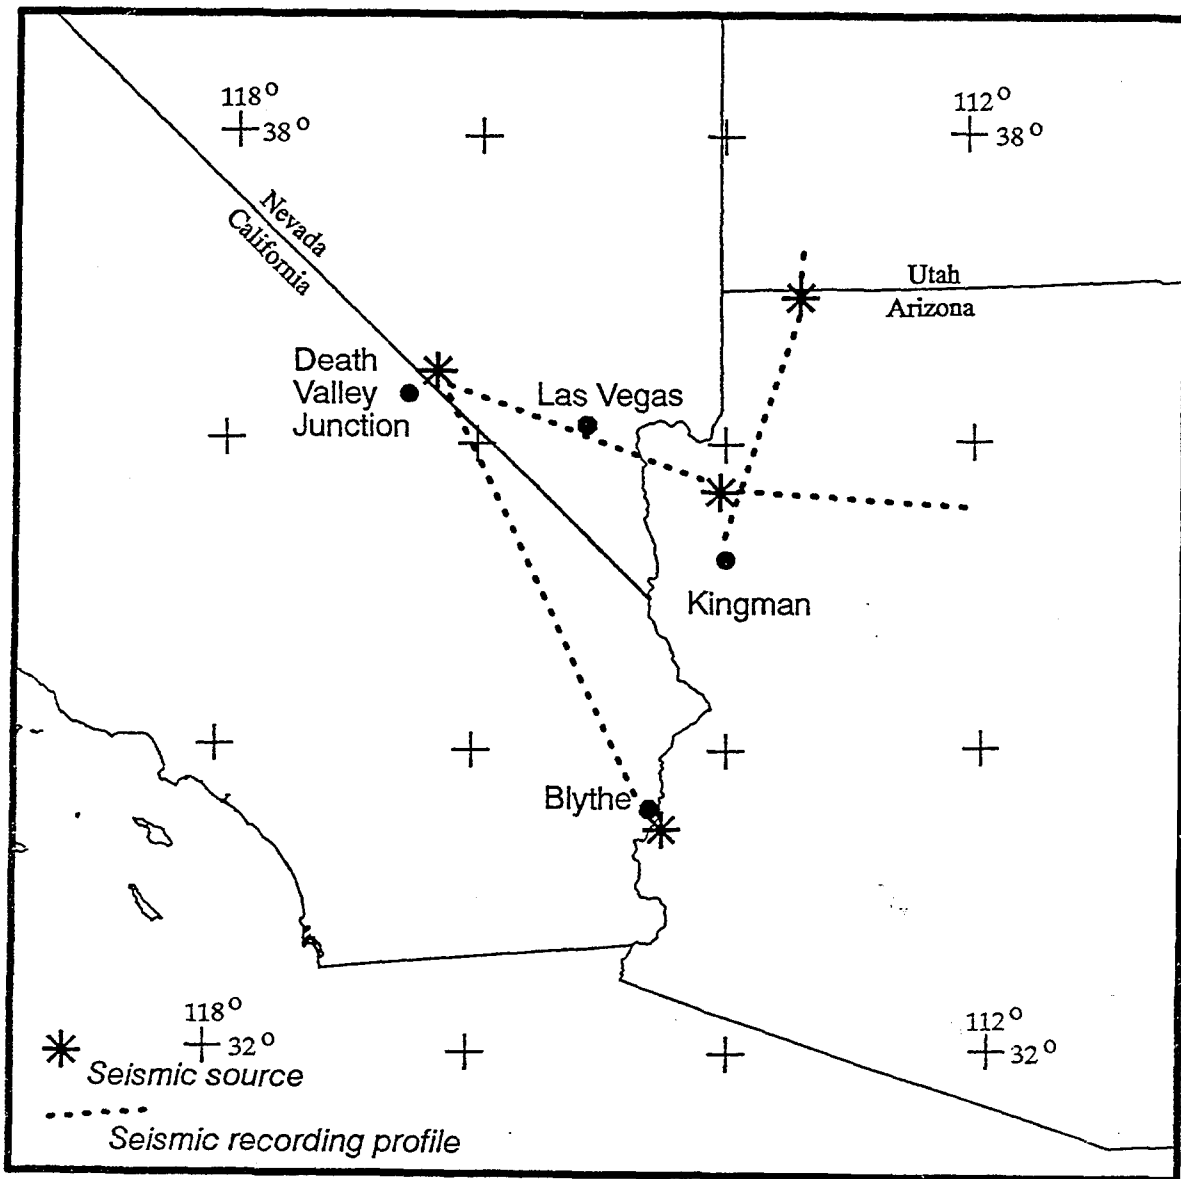 118°
38°
112°
38°
Nevada
California
Utah
Arizona
Death
Valley
Junction
Las Vegas
Kingman
Blythe
118°
32°
112°
32°
Seismic source
Seismic recording profile